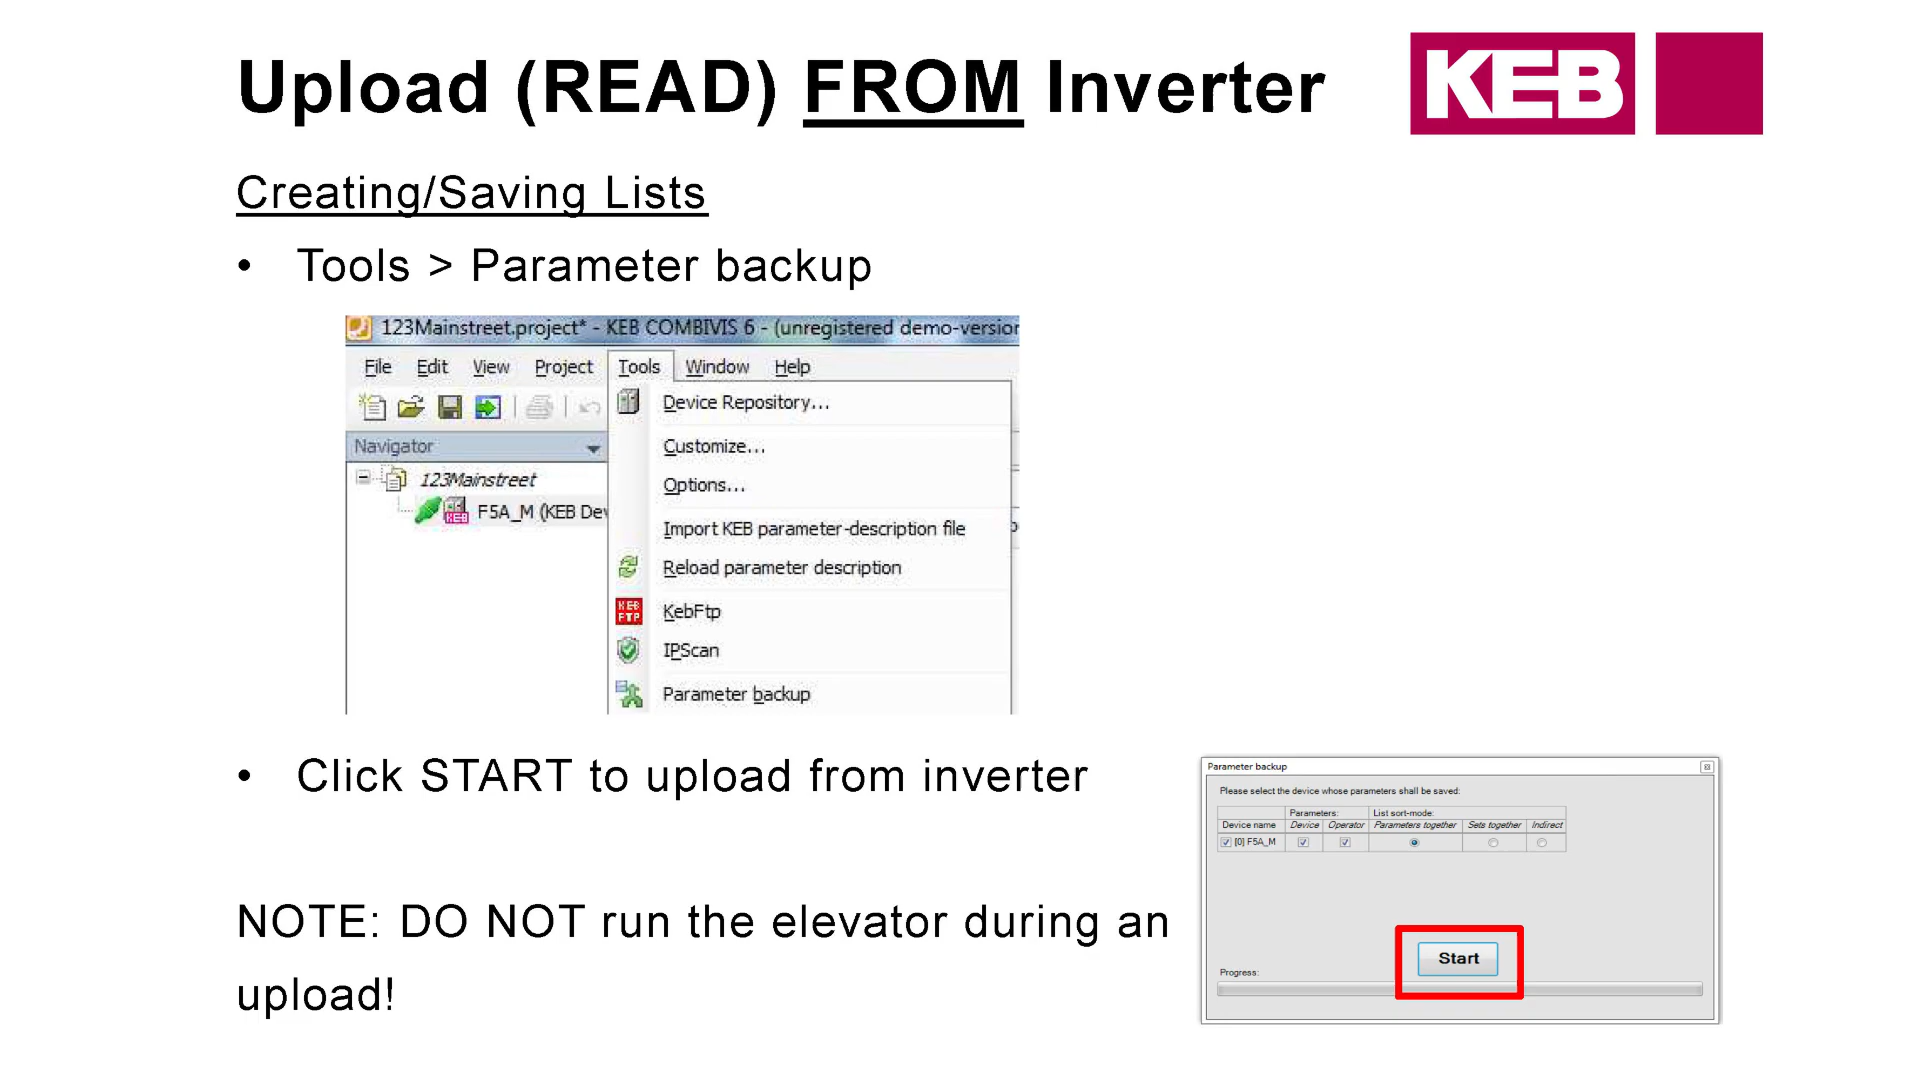 Upload (READ) FROM Inverter
KEB
Creating/Saving Lists
• Tools > Parameter backup
123Mainstreet.project* - KEB COMBIVIS 6 - (unregistered demo-version
File Edit View Project Tools Window Help
Device Repository...
Customize...
Navigator
123Mainstreet
Options...
F5A_M (KEB Dev
Import KEB parameter-description file
Reload parameter description
KEB FTP KebFtp
IPScan
Parameter backup
• Click START to upload from inverter
Parameter backup
Please select the device whose parameters shall be saved:
Parameters: List sort-mode:
Device name Device Operator Parameters together Sets together Indirect
[0] F5A_M
Start
Progress:
NOTE: DO NOT run the elevator during an
upload!